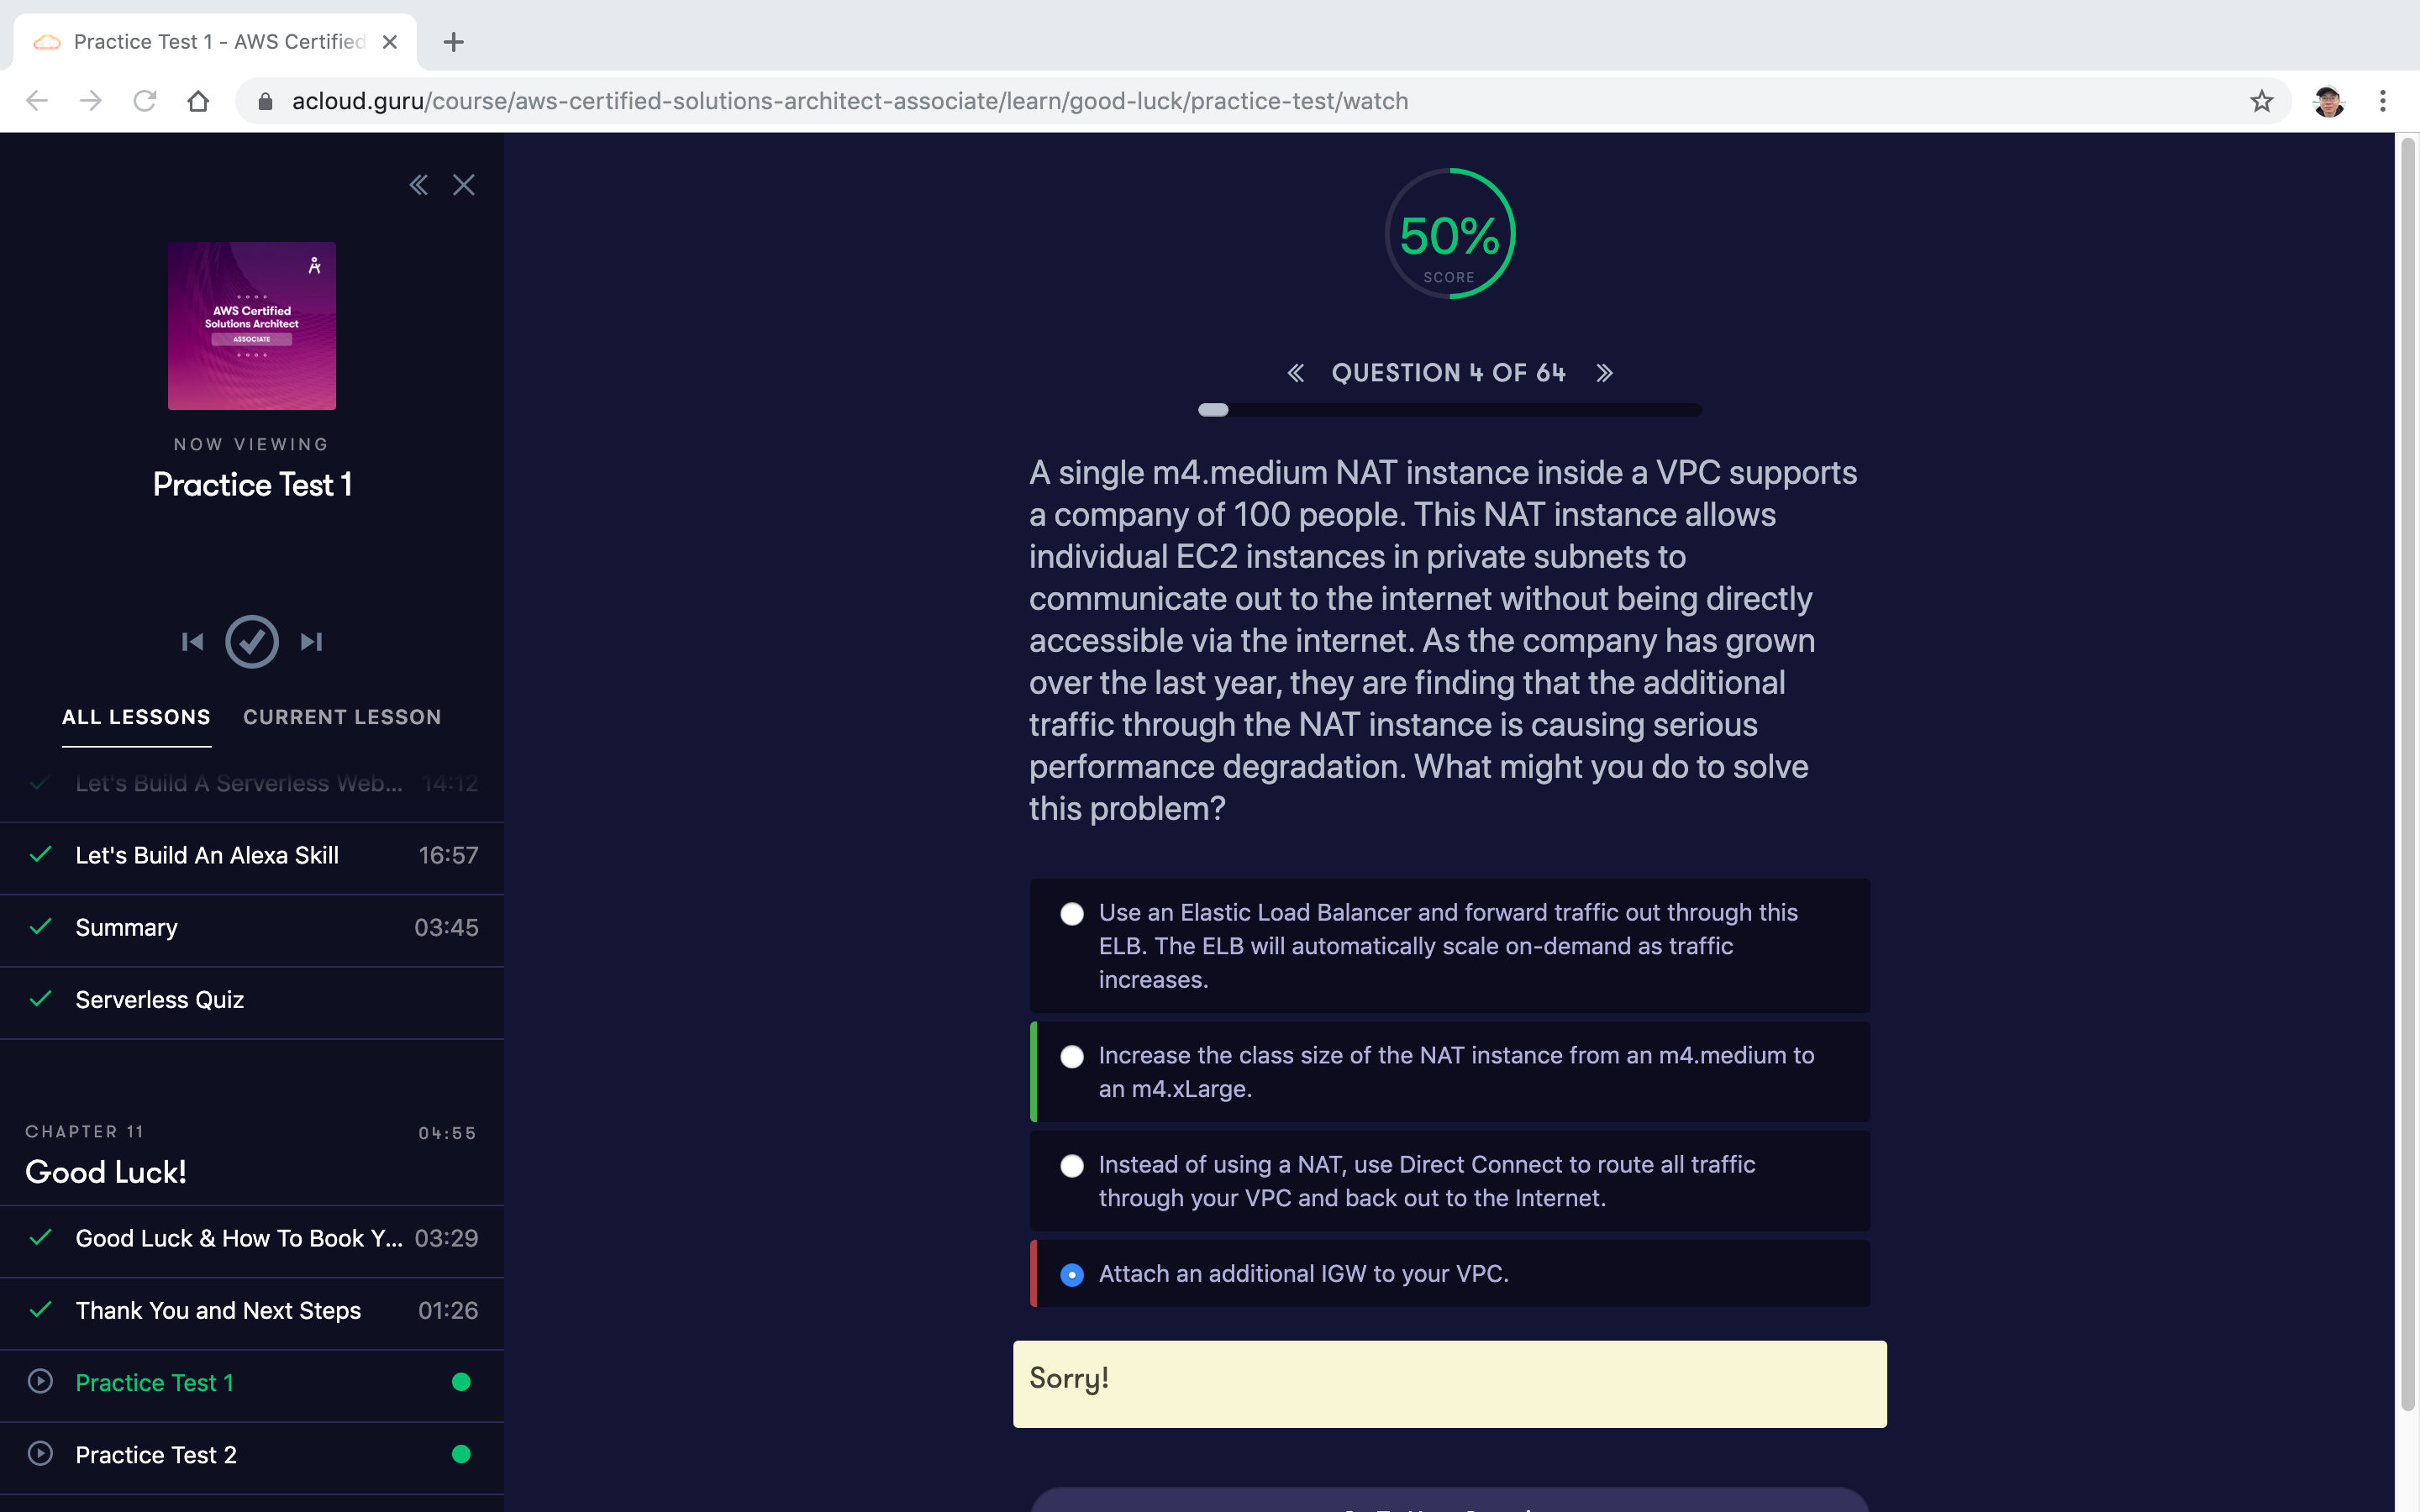 Practice Test 1 - AWS Certified
acloud.guru/course/aws-certified-solutions-architect-associate/learn/good-luck/practice-test/watch
AWS Certified
Solutions Architect
ASSOCIATE
NOW VIEWING
Practice Test 1
ALL LESSONS CURRENT LESSON
Let's Build A Serverless Web... 14:12
Let's Build An Alexa Skill 16:57
Summary 03:45
Serverless Quiz
CHAPTER 11 04:55
Good Luck!
Good Luck & How To Book Y... 03:29
Thank You and Next Steps 01:26
Practice Test 1
Practice Test 2
50%
SCORE
QUESTION 4 OF 64
A single m4.medium NAT instance inside a VPC supports
a company of 100 people. This NAT instance allows
individual EC2 instances in private subnets to
communicate out to the internet without being directly
accessible via the internet. As the company has grown
over the last year, they are finding that the additional
traffic through the NAT instance is causing serious
performance degradation. What might you do to solve
this problem?
Use an Elastic Load Balancer and forward traffic out through this
ELB. The ELB will automatically scale on-demand as traffic
increases.
Increase the class size of the NAT instance from an m4.medium to
an m4.xLarge.
Instead of using a NAT, use Direct Connect to route all traffic
through your VPC and back out to the Internet.
Attach an additional IGW to your VPC.
Sorry!